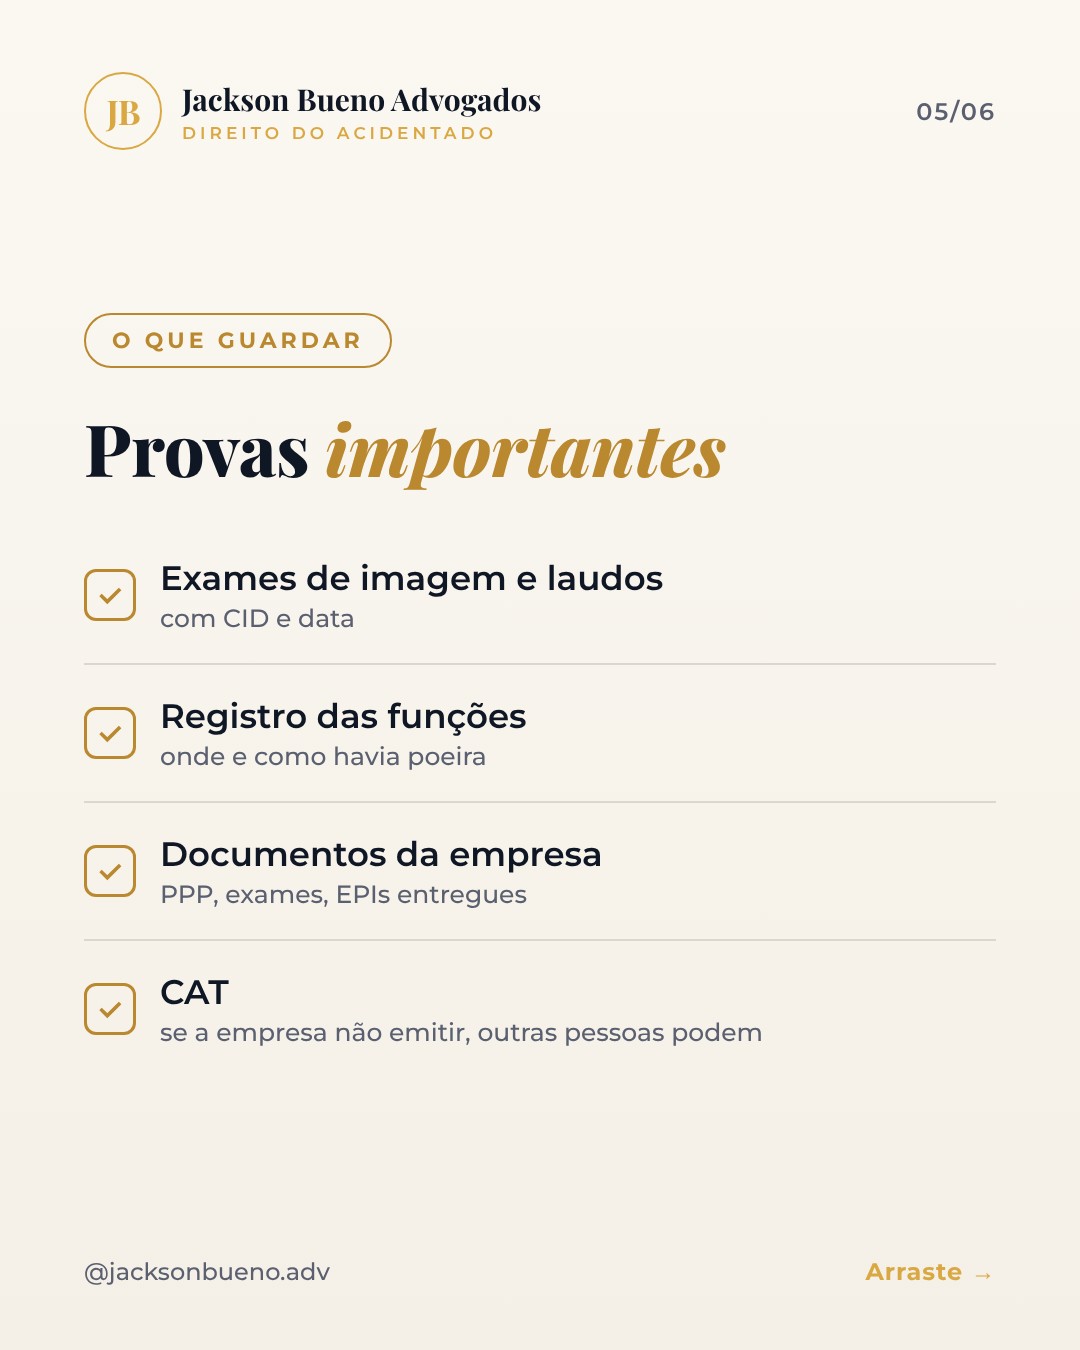 JB
Jackson Bueno Advogados
DIREITO DO ACIDENTADO
05/06
O QUE GUARDAR
Provas importantes
Exames de imagem e laudos
com CID e data
Registro das funções
onde e como havia poeira
Documentos da empresa
PPP, exames, EPIs entregues
CAT
se a empresa não emitir, outras pessoas podem
@jacksonbueno.adv
Arraste →